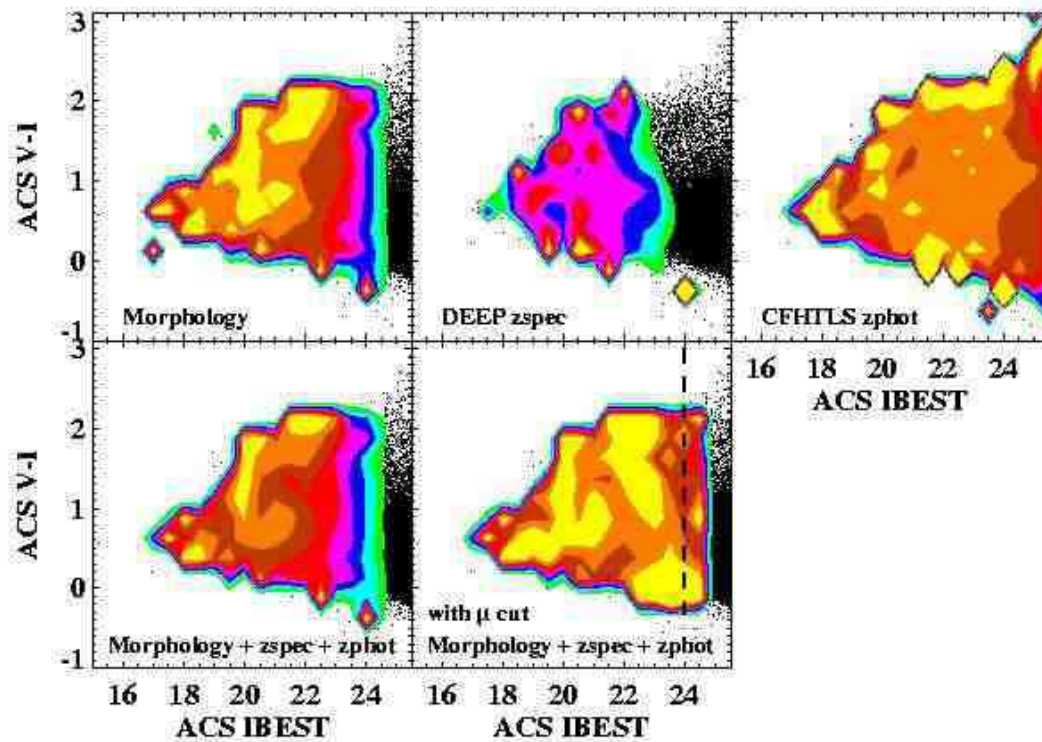 3
2
1
0
-1
ACS V-I
Morphology
DEEP zspec
CFHTLS zphot
16 18 20 22 24
ACS IBEST
3
2
1
0
-1
ACS V-I
with μ cut
Morphology + zspec + zphot
Morphology + zspec + zphot
16 18 20 22 24
16 18 20 22 24
ACS IBEST
ACS IBEST